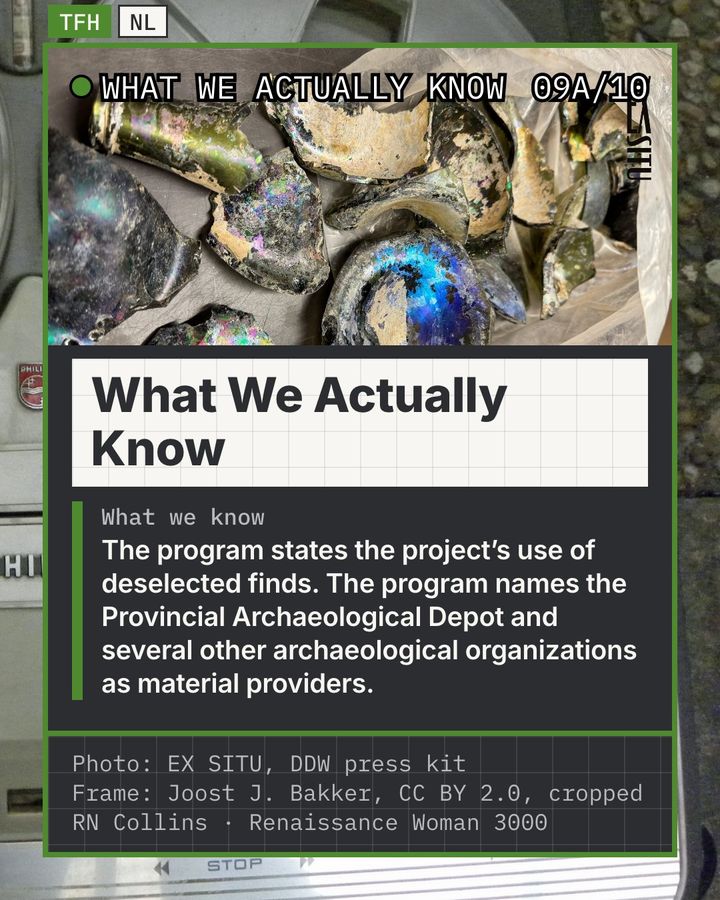 TFH NL
WHAT WE ACTUALLY KNOW 09A/10
EX SITU
What We Actually
Know
What we know
The program states the project’s use of
deselected finds. The program names the
Provincial Archaeological Depot and
several other archaeological organizations
as material providers.
Photo: EX SITU, DDW press kit
Frame: Joost J. Bakker, CC BY 2.0, cropped
RN Collins · Renaissance Woman 3000
STOP